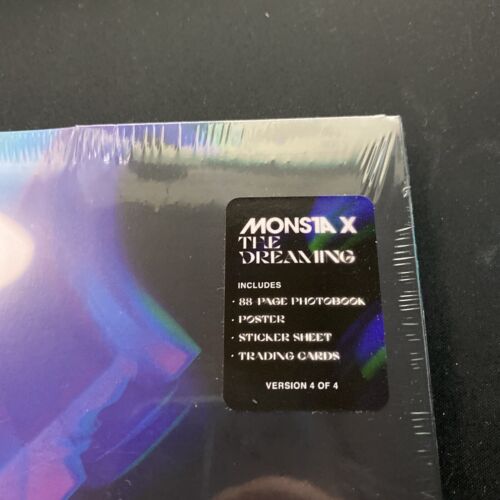 MONSTA X
THE
DREAMING
INCLUDES
· 88-PAGE PHOTOBOOK
· POSTER
· STICKER SHEET
· TRADING CARDS
VERSION 4 OF 4